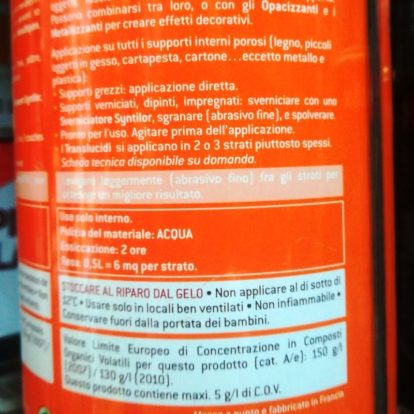 Possono combinarsi tra loro, o con gli Opacizzanti e i
Metallizzanti per creare effetti decorativi.
Applicazione su tutti i supporti interni porosi (legno, piccoli
oggetti in gesso, cartapesta, cartone...eccetto metallo e
plastica):
- Supporti grezzi: applicazione diretta.
- Supporti verniciati, dipinti, impregnati: sverniciare con uno
Sverniciatore Syntilor, sgranare (abrasivo fino), e spolverare.
- Pronto per l'uso. Agitare prima dell'applicazione.
I Translucidi si applicano in 2 o 3 strati piuttosto spessi.
Scheda tecnica disponibile su domanda.
Levigare leggermente (abrasivo fino) fra gli strati per
un miglior risultato.
Uso solo interno.
Pulizia del materiale: ACQUA
Essiccazione: 2 ore
Resa: 0,5L = 6 mq per strato.
STOCCARE AL RIPARO DAL GELO • Non applicare al di sotto di
12°C • Usare solo in locali ben ventilati • Non infiammabile •
Conservare fuori dalla portata dei bambini.
Valore Limite Europeo di Concentrazione in Composti
Organici Volatili per questo prodotto (cat. A/e): 150 g/l
(2007)/ 130 g/l (2010).
Questo prodotto contiene maxi. 5 g/l di C.O.V.
e fabbricato in Francia